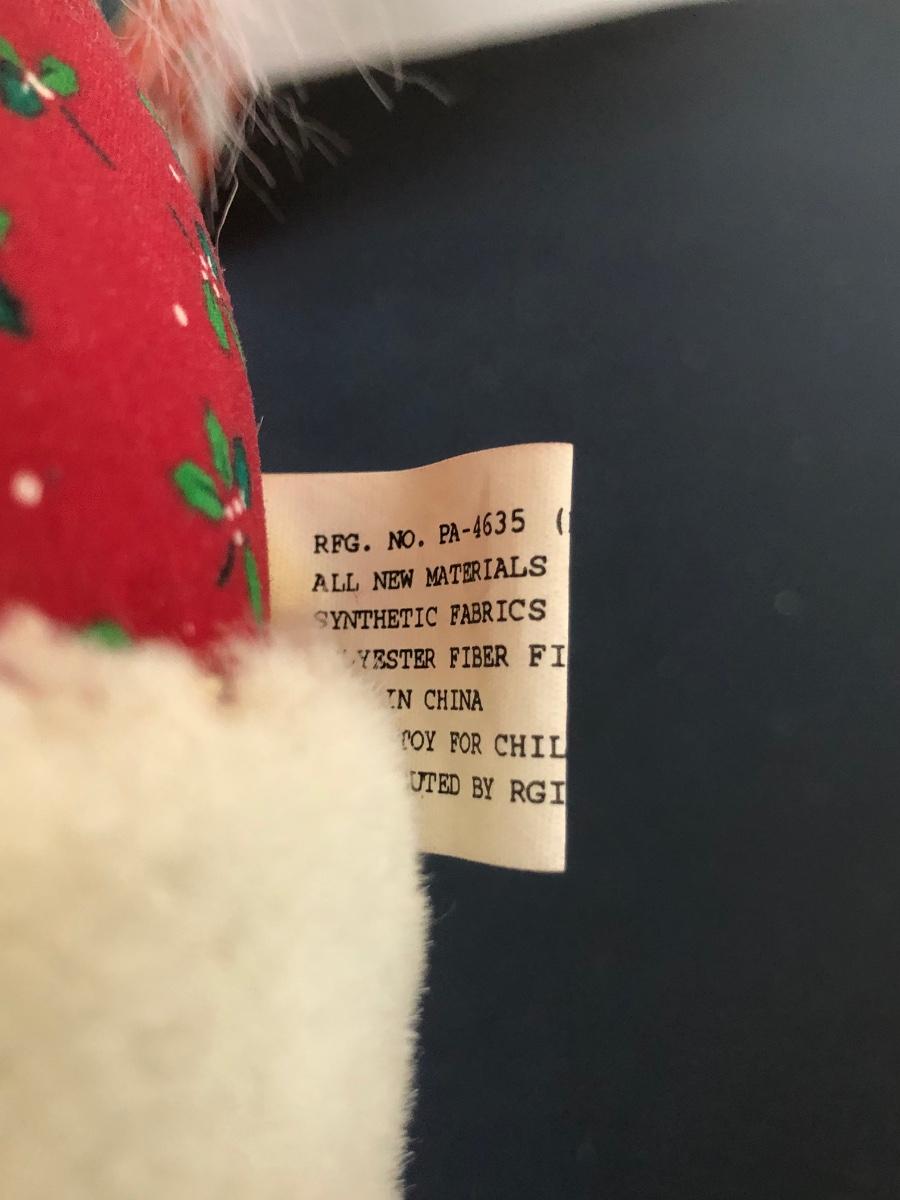 RFG. NO. PA-4635 (
ALL NEW MATERIALS
SYNTHETIC FABRICS
LYESTER FIBER FI
IN CHINA
TOY FOR CHIL
UTED BY RGI